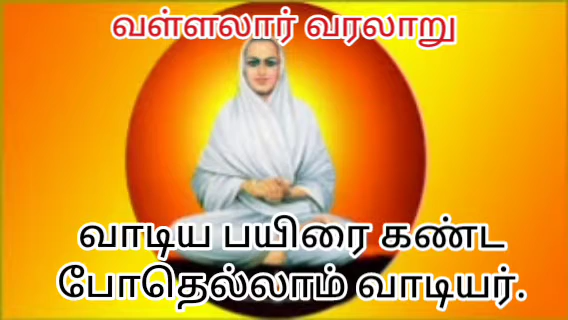 வள்ளலார் வரலாறு
வாடிய பயிரை கண்ட
போதெல்லாம் வாடியர்.